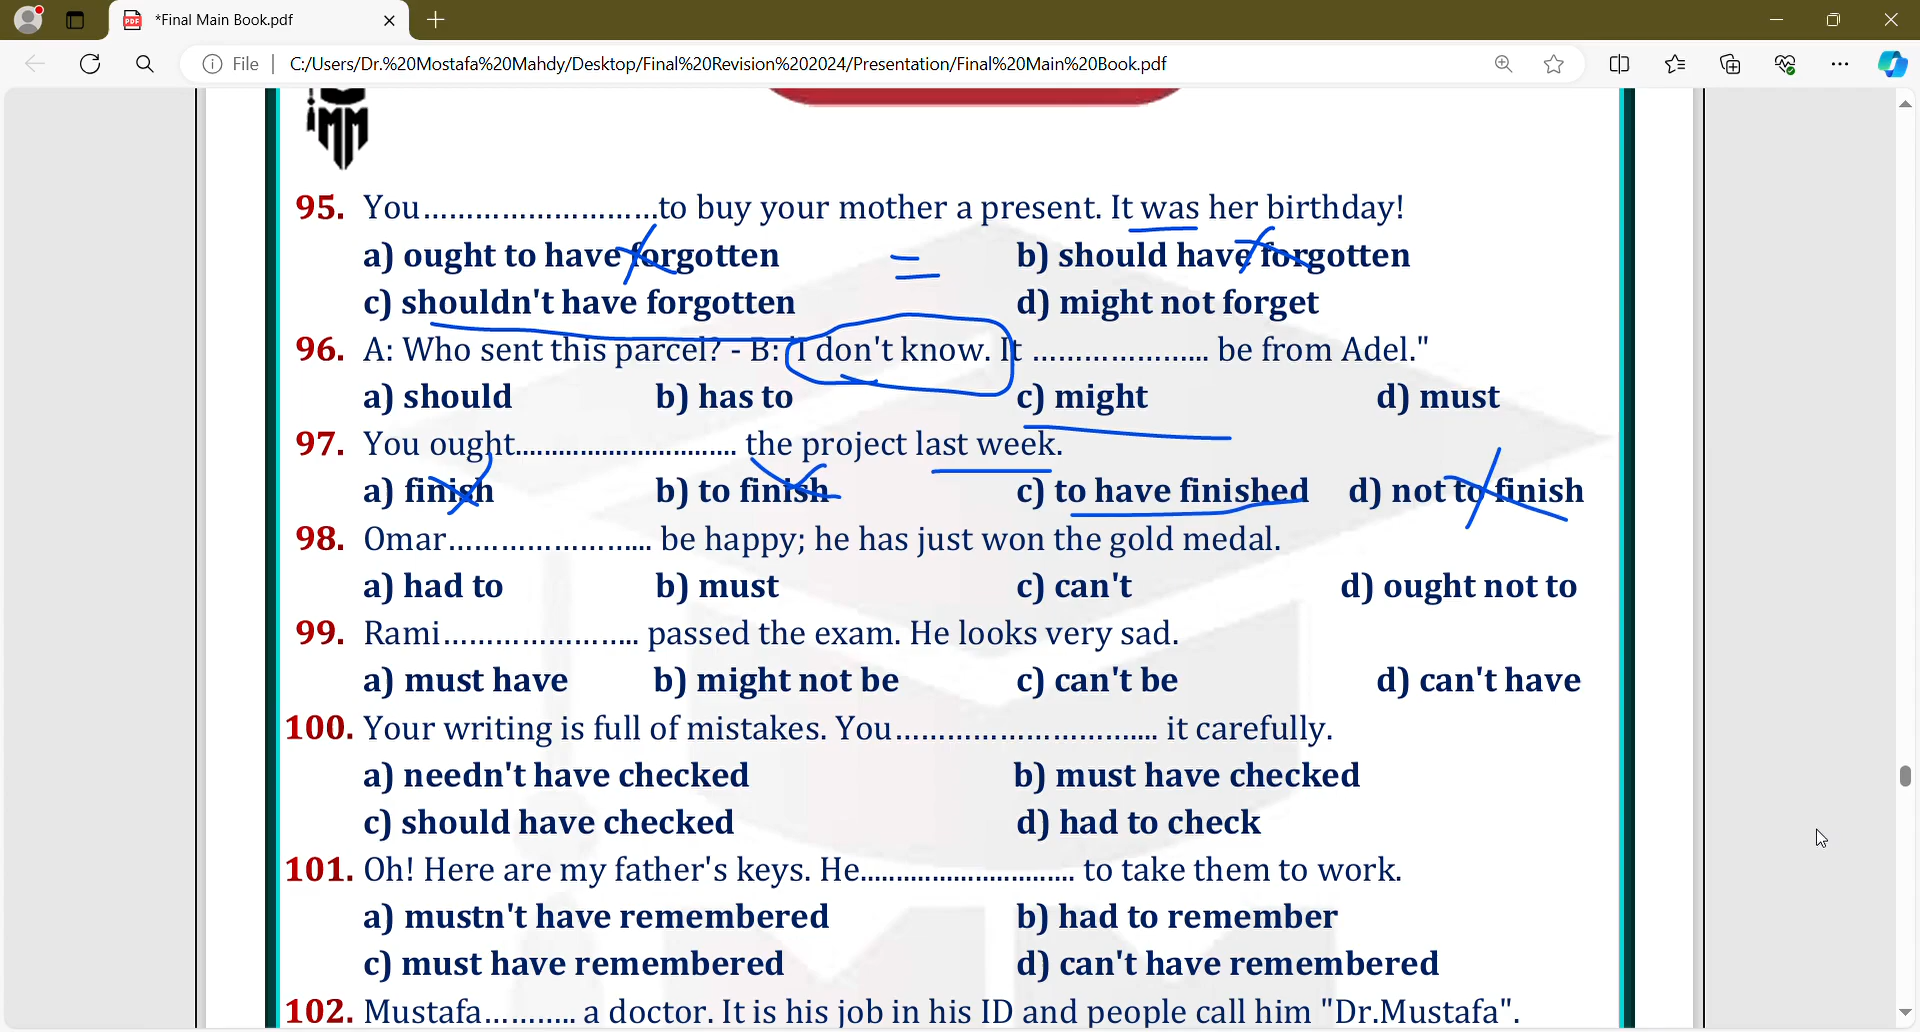 *Final Main Book.pdf
File | C:/Users/Dr.%20Mostafa%20Mahdy/Desktop/Final%20Revision%202024/Presentation/Final%20Main%20Book.pdf
MM
95. You..............................to buy your mother a present. It was her birthday!
a) ought to have forgotten b) should have forgotten
c) shouldn't have forgotten d) might not forget
96. A: Who sent this parcel? - B: "I don't know. It ...................... be from Adel."
a) should b) has to c) might d) must
97. You ought.............................. the project last week.
a) finish b) to finish c) to have finished d) not to finish
98. Omar......................... be happy; he has just won the gold medal.
a) had to b) must c) can't d) ought not to
99. Rami........................ passed the exam. He looks very sad.
a) must have b) might not be c) can't be d) can't have
100. Your writing is full of mistakes. You................................ it carefully.
a) needn't have checked b) must have checked
c) should have checked d) had to check
101. Oh! Here are my father's keys. He.............................. to take them to work.
a) mustn't have remembered b) had to remember
c) must have remembered d) can't have remembered
102. Mustafa........... a doctor. It is his job in his ID and people call him "Dr.Mustafa".